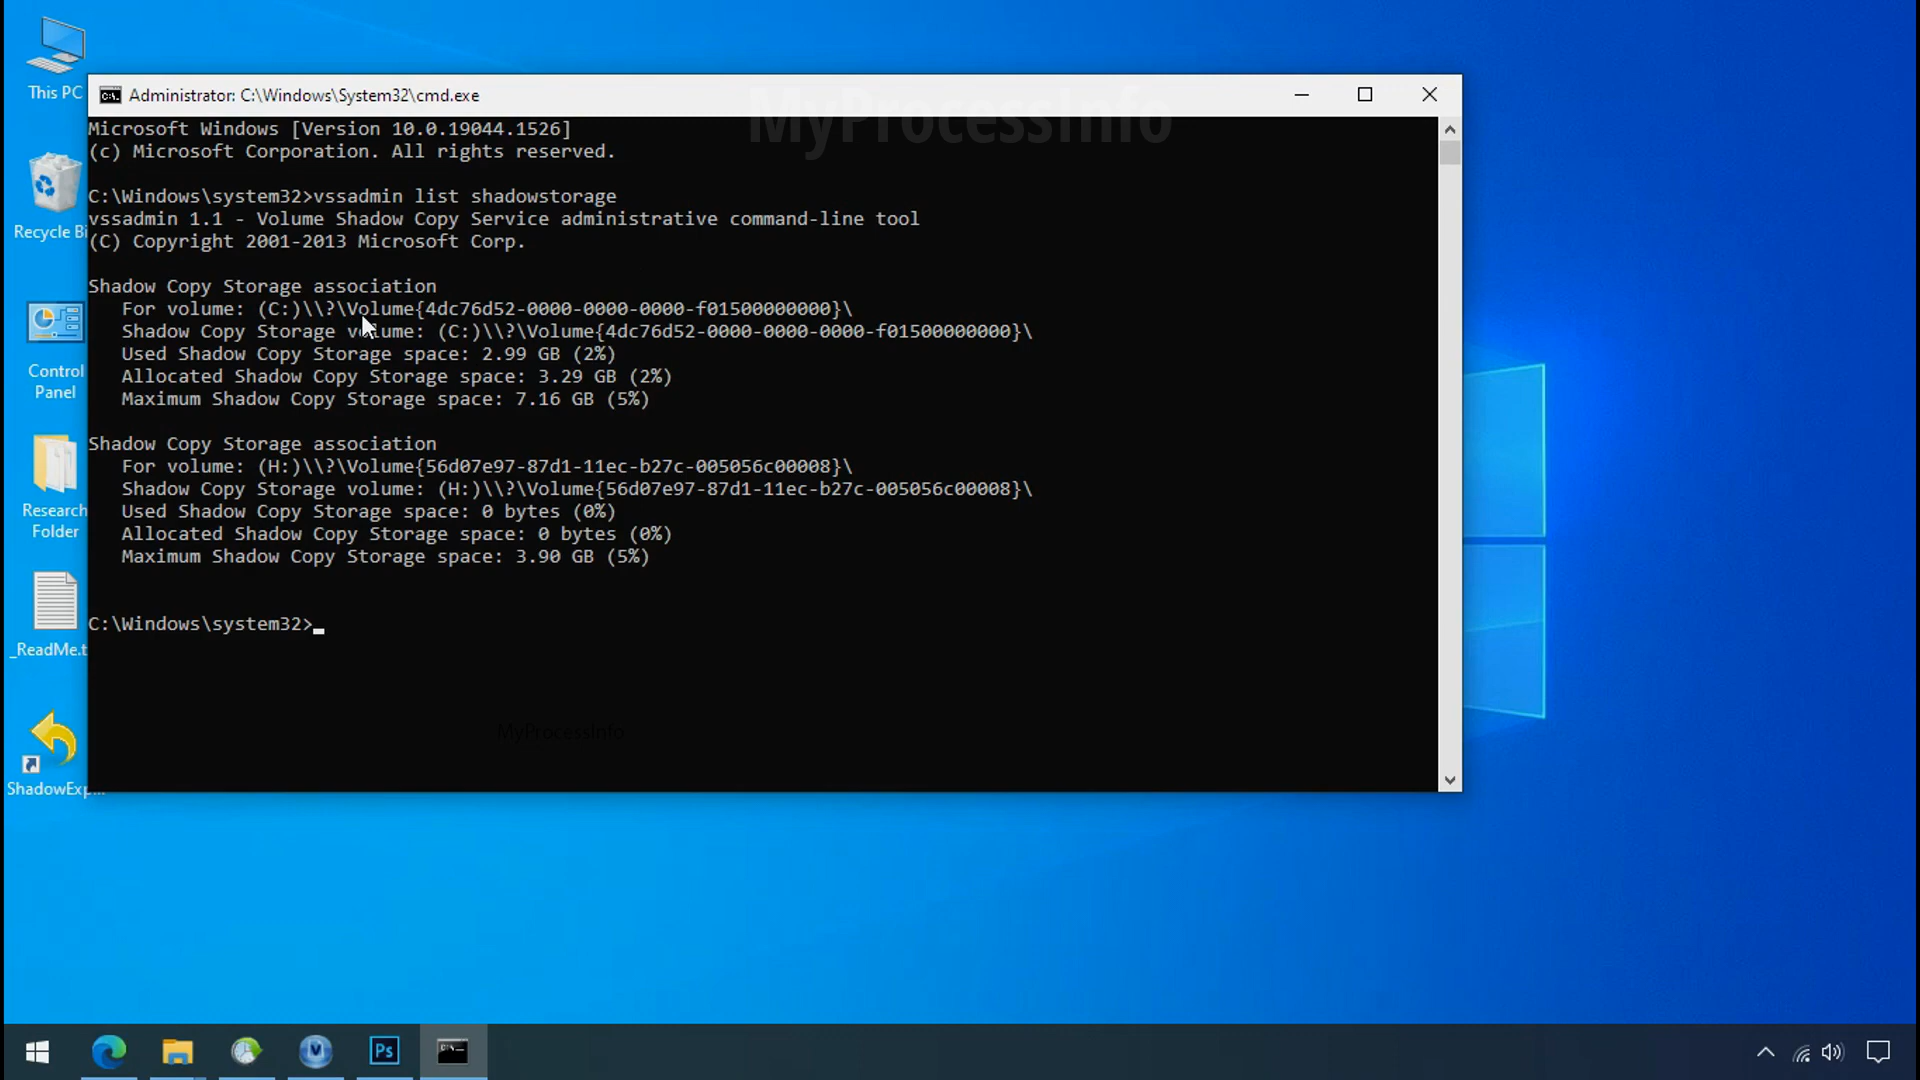 This PC
Recycle Bi
Control
Panel
Research
Folder
_ReadMe.t
ShadowExp...
Administrator: C:\Windows\System32\cmd.exe
MyProcessInfo
Microsoft Windows [Version 10.0.19044.1526]
(c) Microsoft Corporation. All rights reserved.
C:\Windows\system32>vssadmin list shadowstorage
vssadmin 1.1 - Volume Shadow Copy Service administrative command-line tool
(C) Copyright 2001-2013 Microsoft Corp.
Shadow Copy Storage association
For volume: (C:)\\?\Volume{4dc76d52-0000-0000-0000-f01500000000}\
Shadow Copy Storage volume: (C:)\\?\Volume{4dc76d52-0000-0000-0000-f01500000000}\
Used Shadow Copy Storage space: 2.99 GB (2%)
Allocated Shadow Copy Storage space: 3.29 GB (2%)
Maximum Shadow Copy Storage space: 7.16 GB (5%)
Shadow Copy Storage association
For volume: (H:)\\?\Volume{56d07e97-87d1-11ec-b27c-005056c00008}\
Shadow Copy Storage volume: (H:)\\?\Volume{56d07e97-87d1-11ec-b27c-005056c00008}\
Used Shadow Copy Storage space: 0 bytes (0%)
Allocated Shadow Copy Storage space: 0 bytes (0%)
Maximum Shadow Copy Storage space: 3.90 GB (5%)
C:\Windows\system32>
MyProcessInfo
Ps